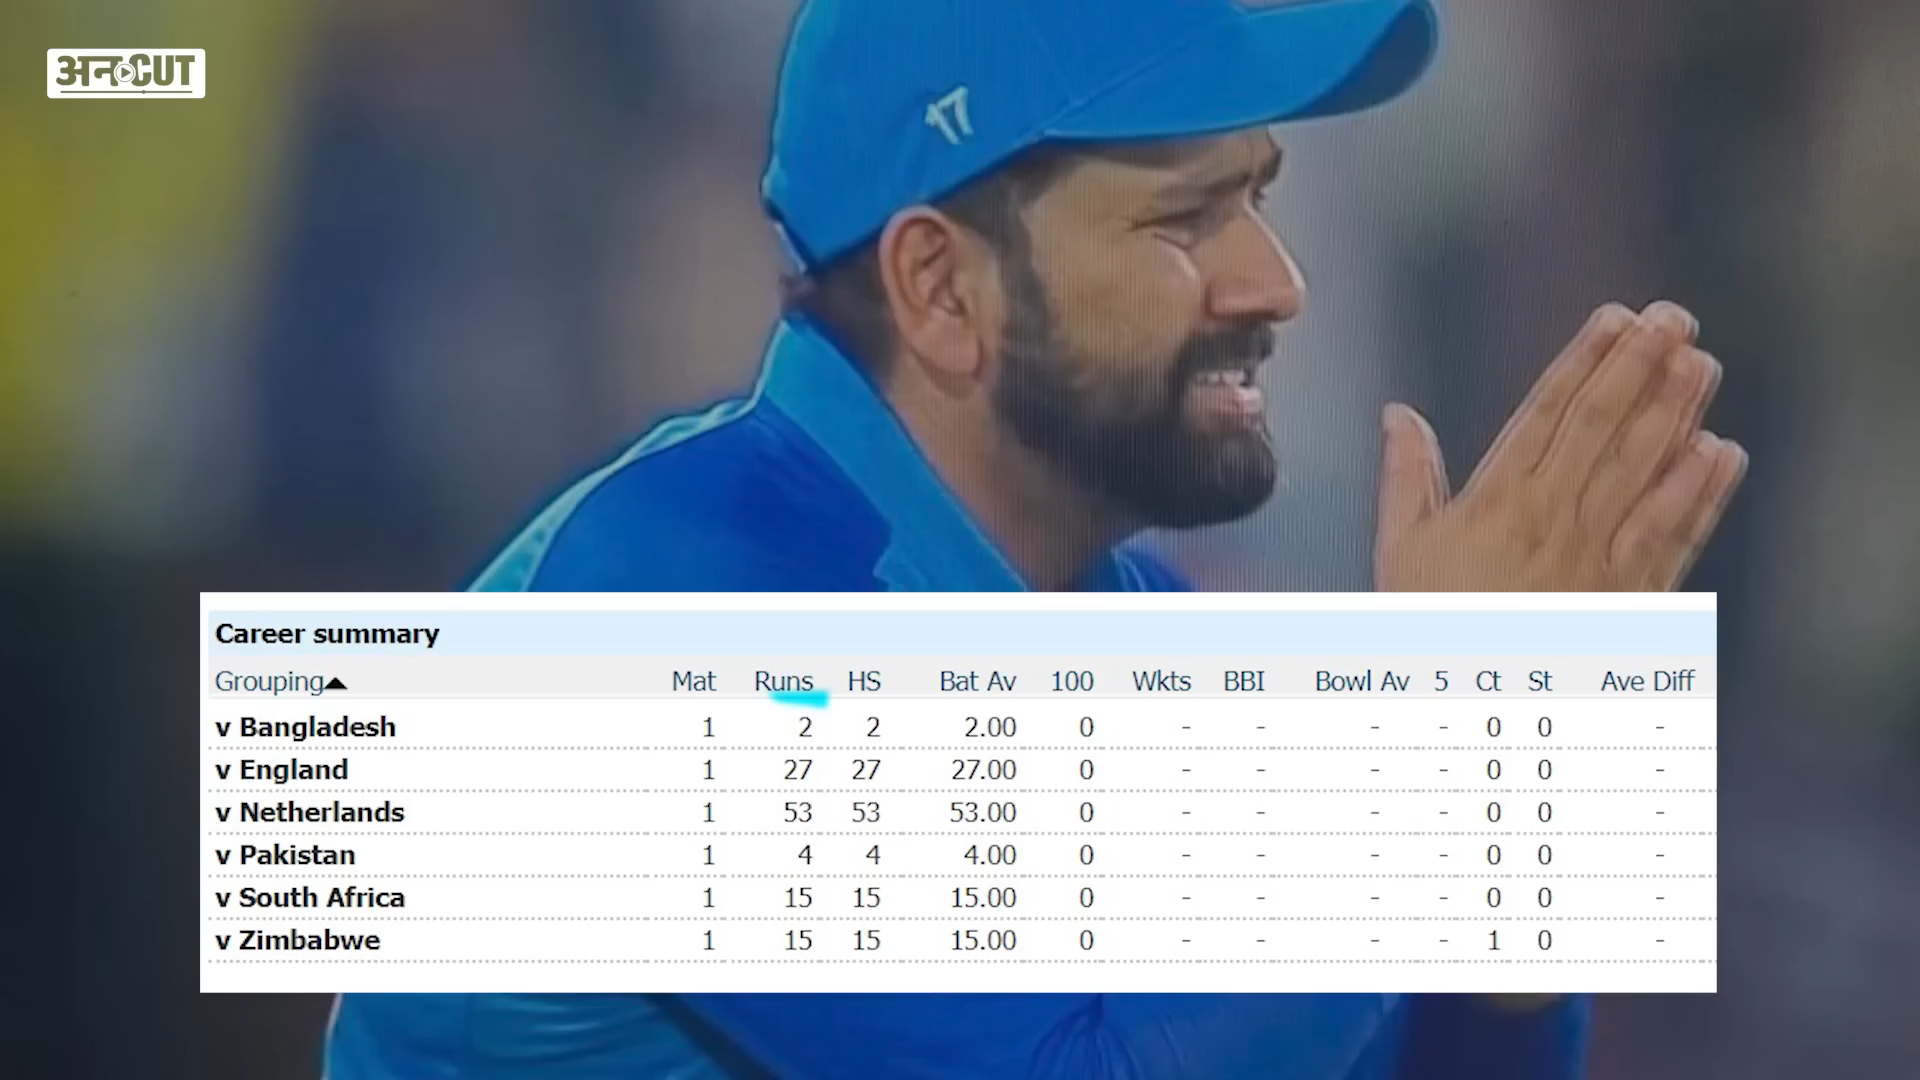 अनCUT
17
Career summary
Grouping▲ Mat Runs HS Bat Av 100 Wkts BBI Bowl Av 5 Ct St Ave Diff
v Bangladesh 1 2 2 2.00 0 - - - - 0 0 -
v England 1 27 27 27.00 0 - - - - 0 0 -
v Netherlands 1 53 53 53.00 0 - - - - 0 0 -
v Pakistan 1 4 4 4.00 0 - - - - 0 0 -
v South Africa 1 15 15 15.00 0 - - - - 0 0 -
v Zimbabwe 1 15 15 15.00 0 - - - - 1 0 -